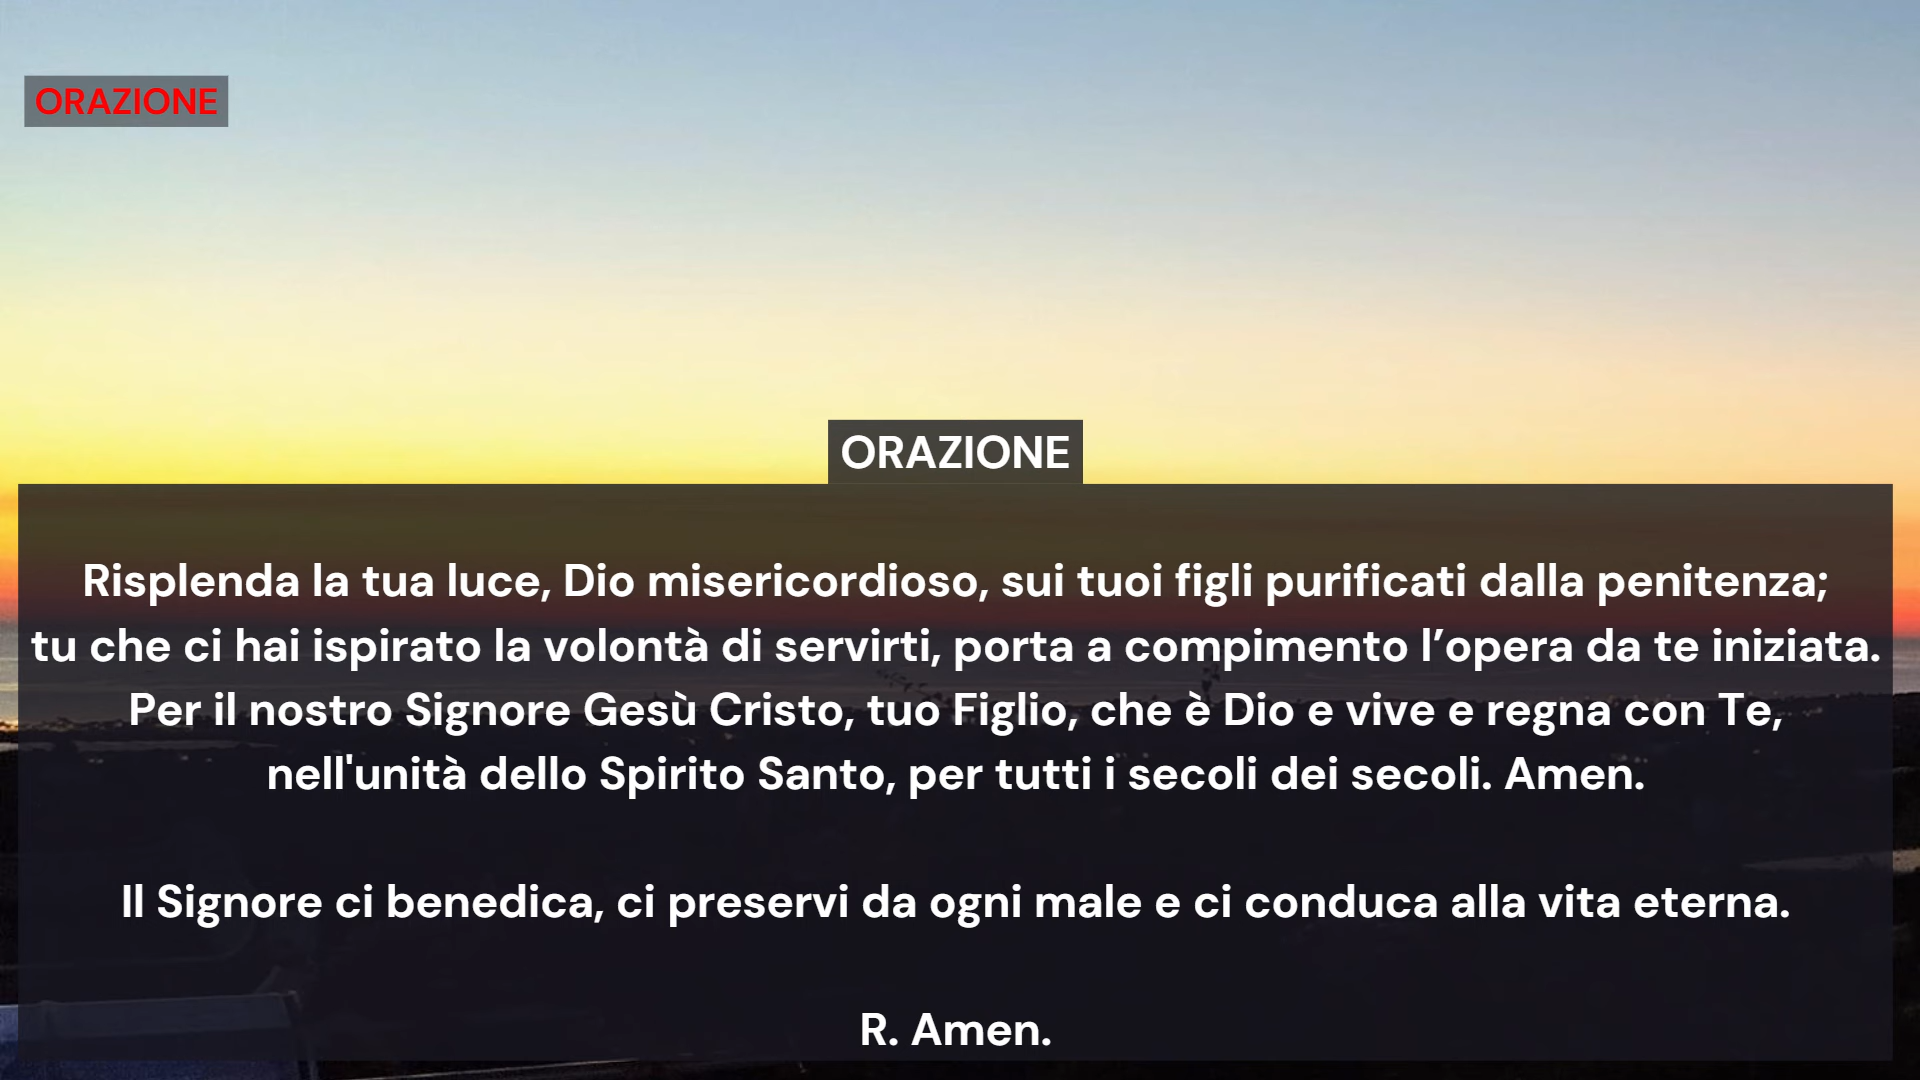 ORAZIONE
ORAZIONE
Risplenda la tua luce, Dio misericordioso, sui tuoi figli purificati dalla penitenza;
tu che ci hai ispirato la volontà di servirti, porta a compimento l’opera da te iniziata.
Per il nostro Signore Gesù Cristo, tuo Figlio, che è Dio e vive e regna con Te,
nell'unità dello Spirito Santo, per tutti i secoli dei secoli. Amen.
Il Signore ci benedica, ci preservi da ogni male e ci conduca alla vita eterna.
R. Amen.